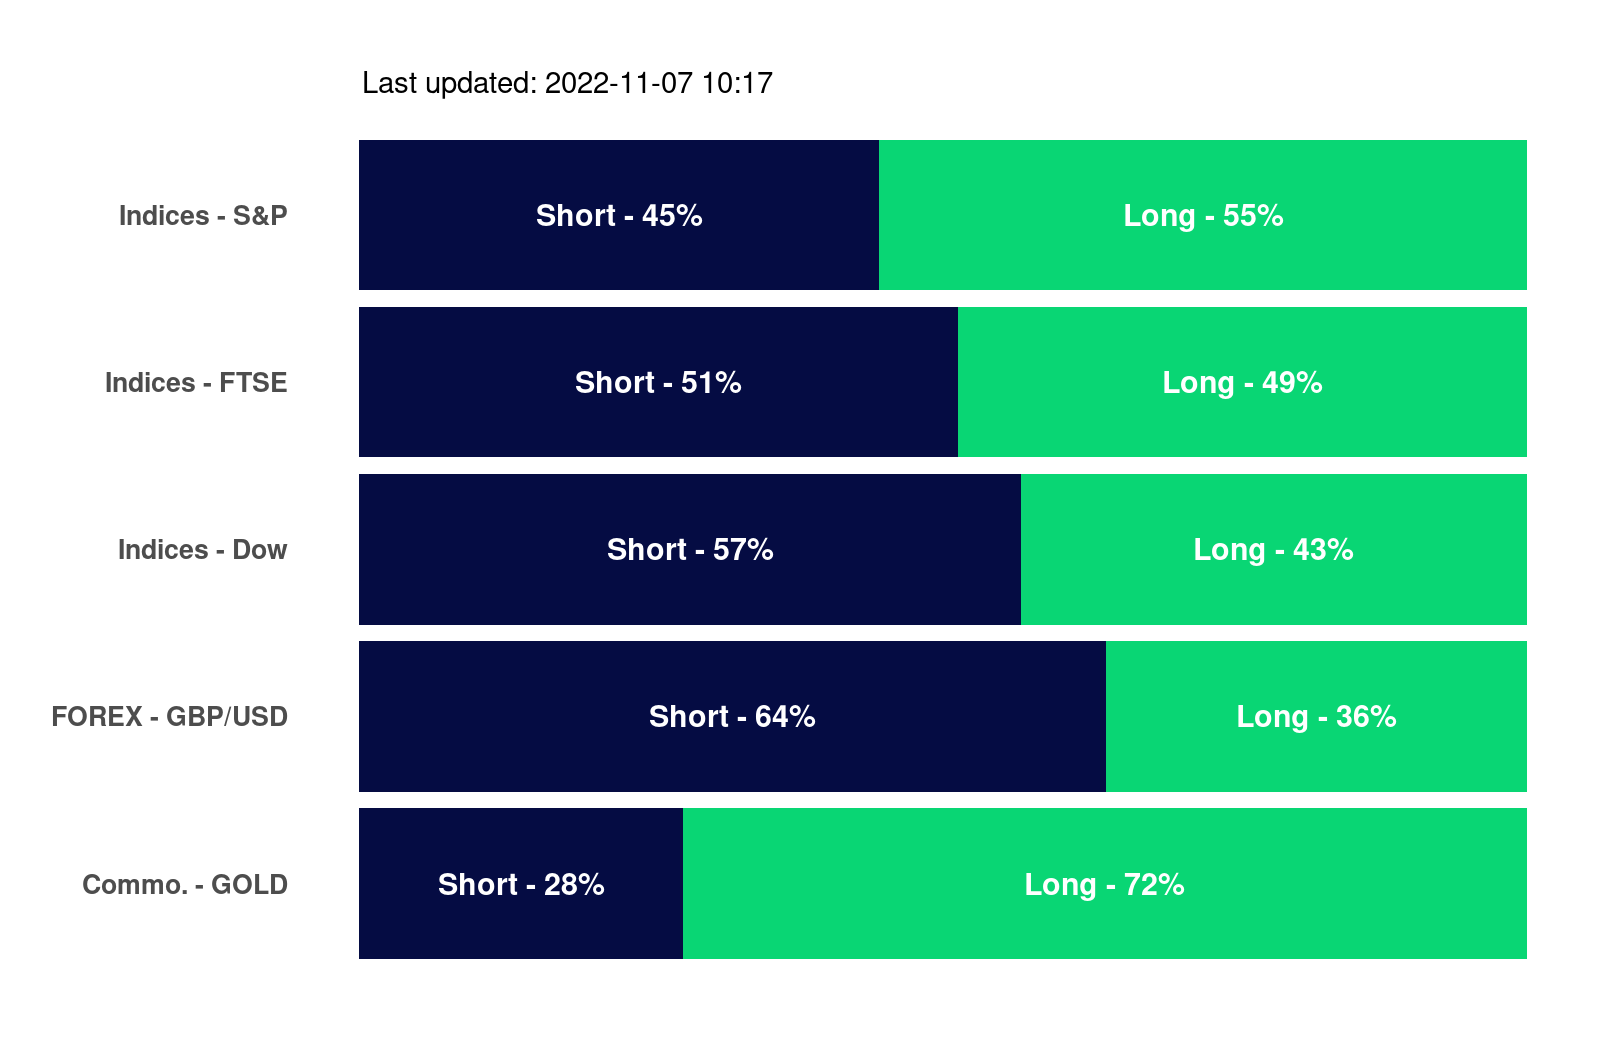 Last updated: 2022-11-07 10:17
Indices - S&P
Short - 45%
Long - 55%
Indices - FTSE
Short - 51%
Long - 49%
Indices - Dow
Short - 57%
Long - 43%
FOREX - GBP/USD
Short - 64%
Long - 36%
Commo. - GOLD
Short - 28%
Long - 72%